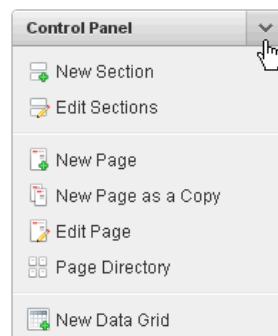 Control Panel
New Section
Edit Sections
New Page
New Page as a Copy
Edit Page
Page Directory
New Data Grid